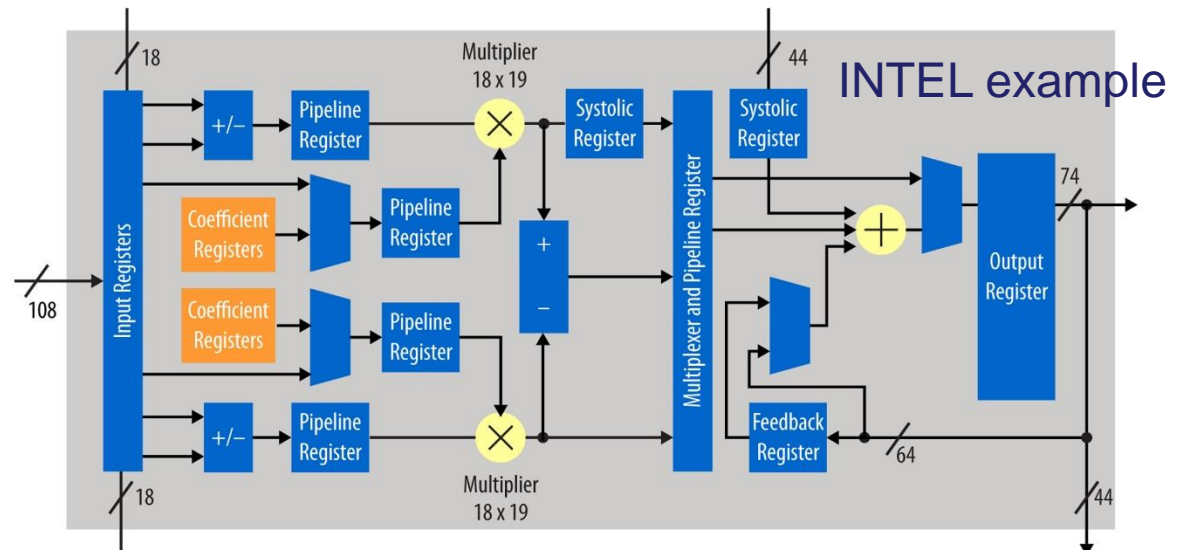 18
44
INTEL example
Multiplier
18 x 19
+/–
Pipeline
Register
×
Systolic
Register
Systolic
Register
Input Registers
Coefficient
Registers
Pipeline
Register
+
–
Multiplexer and Pipeline Register
+
74
Output
Register
108
Coefficient
Registers
Pipeline
Register
+/–
Pipeline
Register
×
Feedback
Register
64
Multiplier
18 x 19
18
44